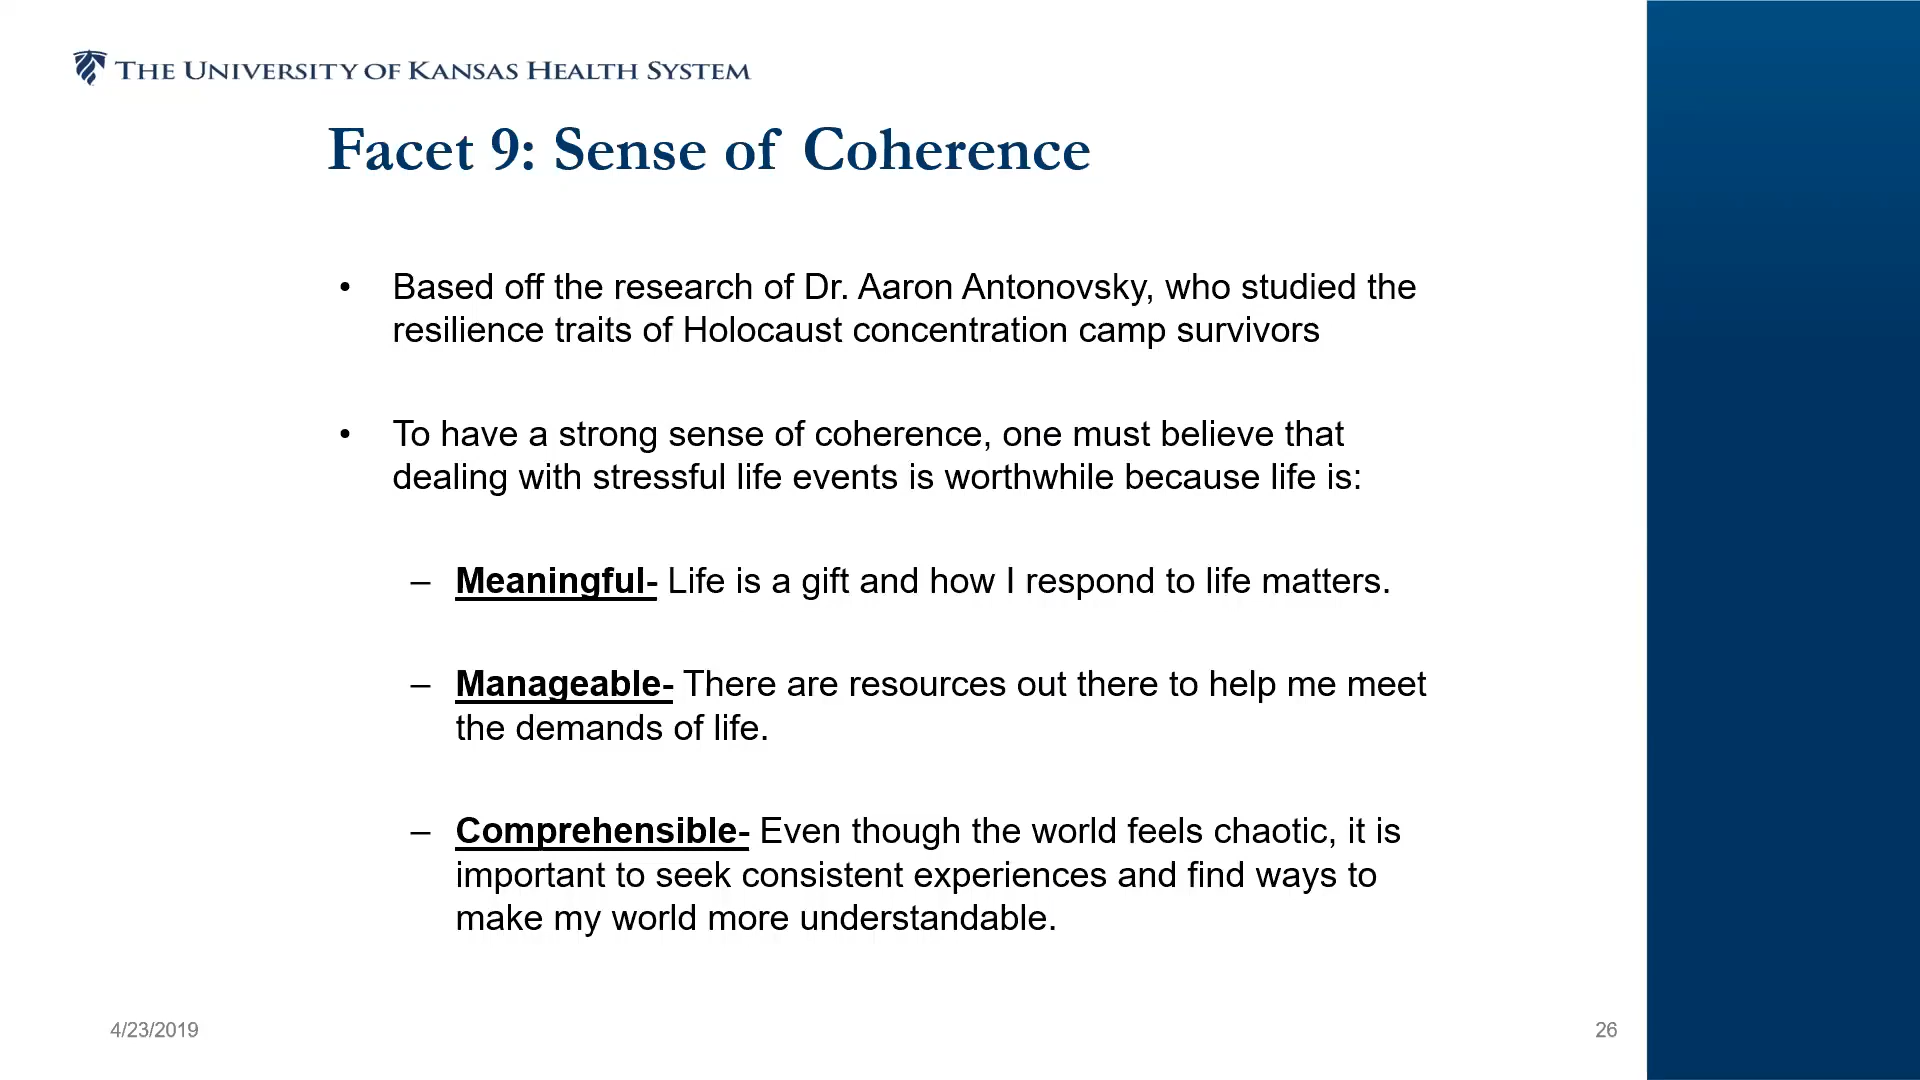 THE UNIVERSITY OF KANSAS HEALTH SYSTEM
Facet 9: Sense of Coherence
• Based off the research of Dr. Aaron Antonovsky, who studied the
resilience traits of Holocaust concentration camp survivors
• To have a strong sense of coherence, one must believe that
dealing with stressful life events is worthwhile because life is:
– Meaningful- Life is a gift and how I respond to life matters.
– Manageable- There are resources out there to help me meet
the demands of life.
– Comprehensible- Even though the world feels chaotic, it is
important to seek consistent experiences and find ways to
make my world more understandable.
4/23/2019
26